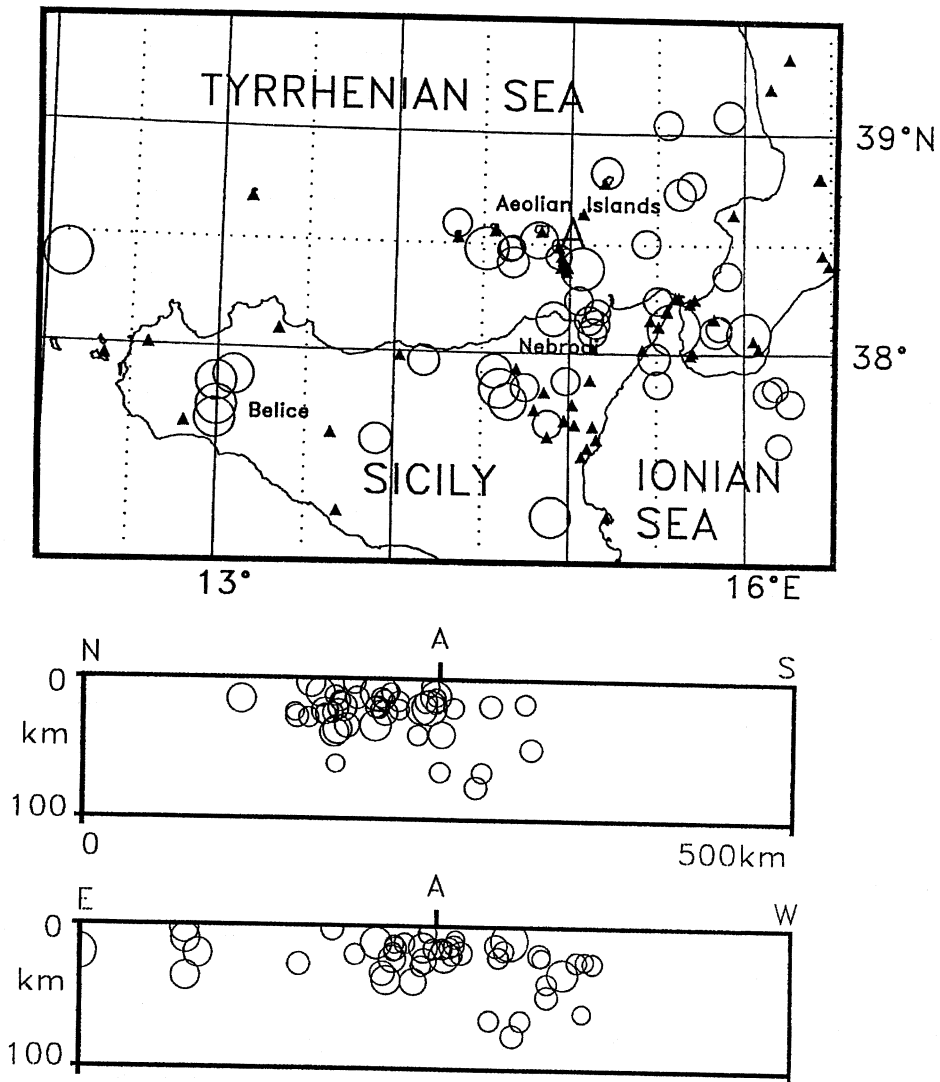 TYRRHENIAN SEA
39°N
Aeolian Islands
A
38°
Nebrodi
Belice
SICILY
IONIAN
SEA
13°
16°E
N
A
S
0
km
100
0
500km
E
A
W
0
km
100